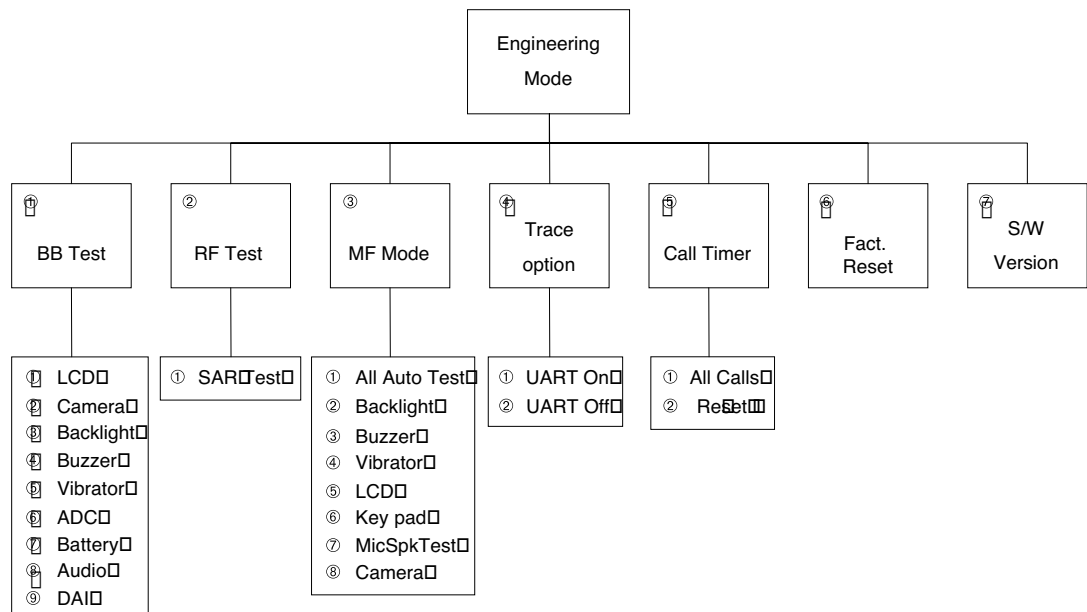 Engineering
Mode
① BB Test
② RF Test
③ MF Mode
④ Trace
option
⑤ Call Timer
⑥ Fact.
Reset
⑦ S/W
Version
① LCD
② Camera
③ Backlight
④ Buzzer
⑤ Vibrator
⑥ ADC
⑦ Battery
⑧ Audio
⑨ DAI
① SAR Test
① All Auto Test
② Backlight
③ Buzzer
④ Vibrator
⑤ LCD
⑥ Key pad
⑦ MicSpkTest
⑧ Camera
① UART On
② UART Off
① All Calls
② Reset